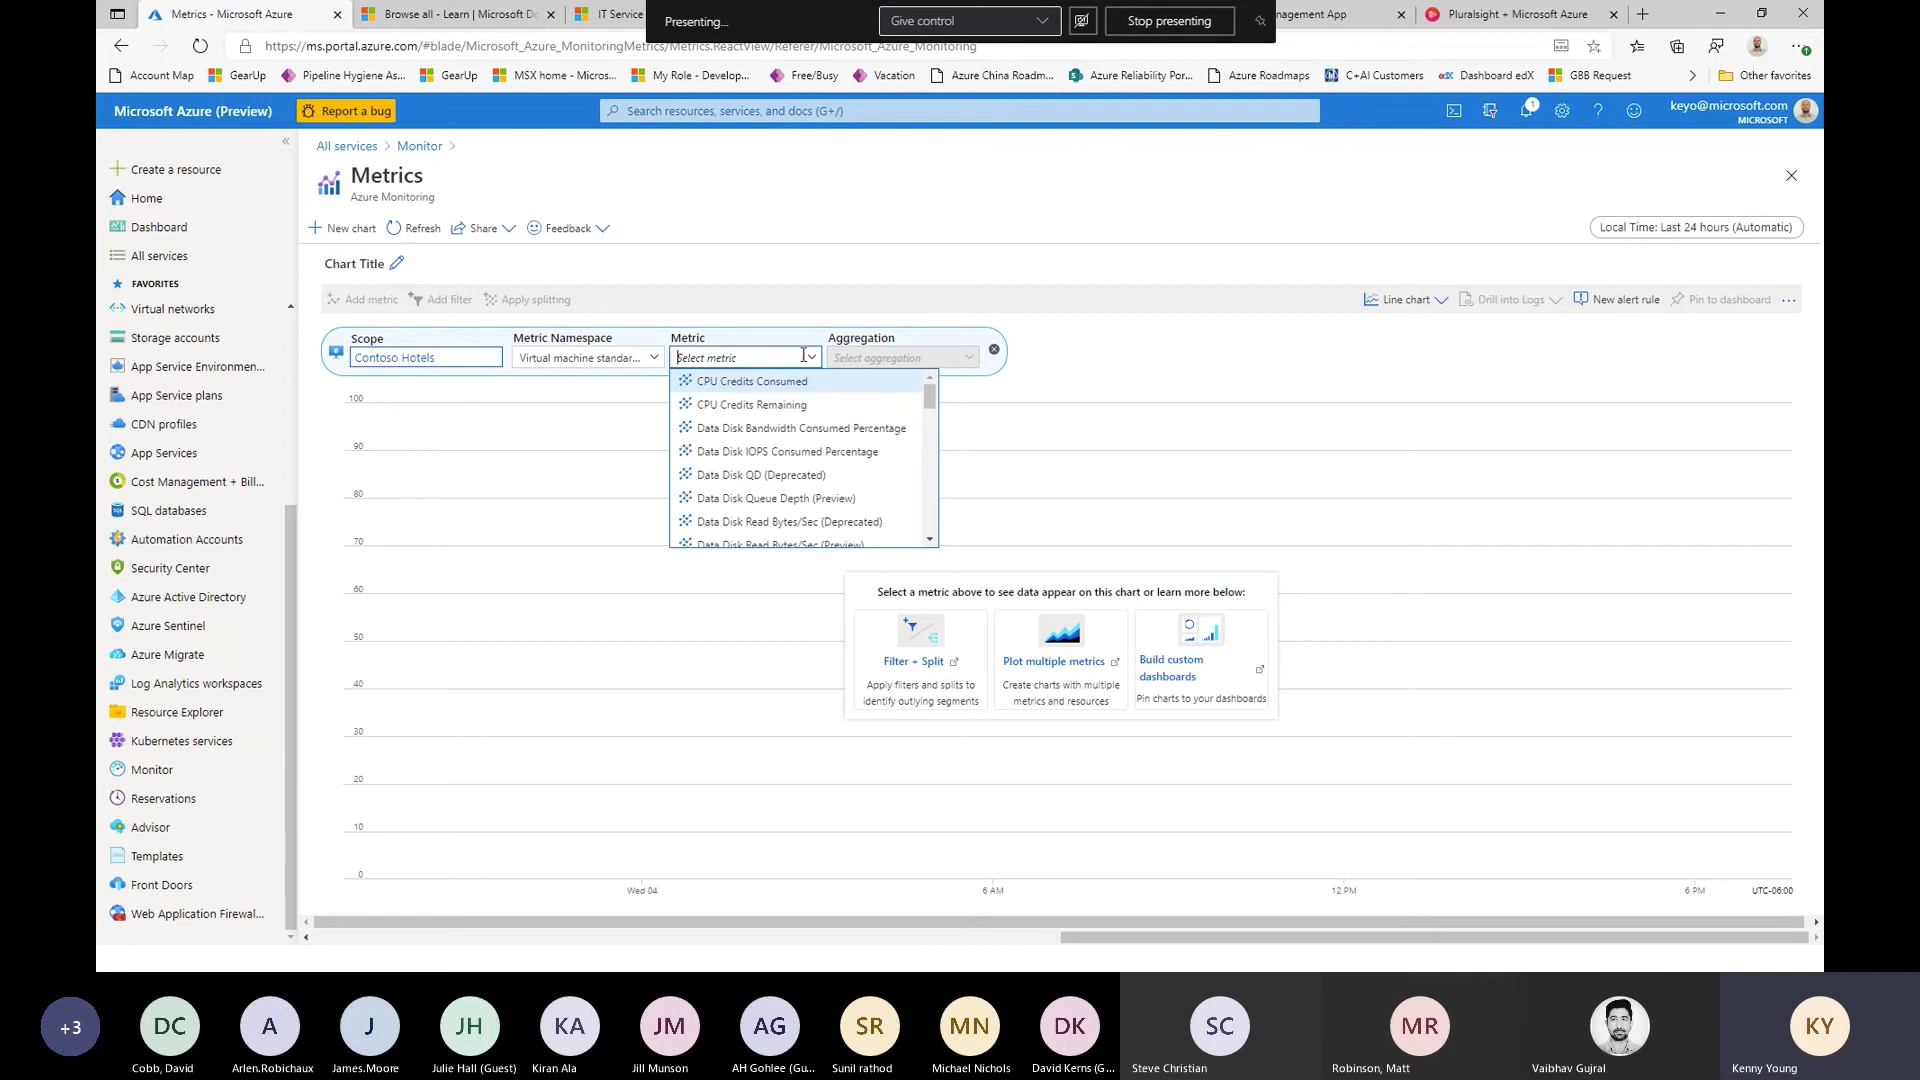 Metrics - Microsoft Azure
Browse all - Learn | Microsoft Do
IT Service
Presenting...
Give control
Stop presenting
nagement App
Pluralsight + Microsoft Azure
https://ms.portal.azure.com/#blade/Microsoft_Azure_MonitoringMetrics/Metrics.ReactView/Referer/Microsoft_Azure_Monitoring
Account Map
GearUp
Pipeline Hygiene As...
GearUp
MSX home - Micros...
My Role - Develop...
Free/Busy
Vacation
Azure China Roadm...
Azure Reliability Por...
Azure Roadmaps
C+AI Customers
Dashboard edX
GBB Request
Other favorites
Microsoft Azure (Preview)
Report a bug
Search resources, services, and docs (G+/)
1
keyo@microsoft.com
MICROSOFT
Create a resource
Home
Dashboard
All services
FAVORITES
Virtual networks
Storage accounts
App Service Environmen...
App Service plans
CDN profiles
App Services
Cost Management + Bill...
SQL databases
Automation Accounts
Security Center
Azure Active Directory
Azure Sentinel
Azure Migrate
Log Analytics workspaces
Resource Explorer
Kubernetes services
Monitor
Reservations
Advisor
Templates
Front Doors
Web Application Firewal...
All services > Monitor >
Metrics
Azure Monitoring
New chart
Refresh
Share
Feedback
Local Time: Last 24 hours (Automatic)
Chart Title
Add metric
Add filter
Apply splitting
Line chart
Drill into Logs
New alert rule
Pin to dashboard
Scope
Metric Namespace
Metric
Aggregation
Contoso Hotels
Virtual machine standar...
Select metric
Select aggregation
CPU Credits Consumed
CPU Credits Remaining
Data Disk Bandwidth Consumed Percentage
Data Disk IOPS Consumed Percentage
Data Disk QD (Deprecated)
Data Disk Queue Depth (Preview)
Data Disk Read Bytes/Sec (Deprecated)
Data Disk Read Bytes/Sec (Preview)
100
90
80
70
60
50
40
30
20
10
0
Select a metric above to see data appear on this chart or learn more below:
Filter + Split
Apply filters and splits to
identify outlying segments
Plot multiple metrics
Create charts with multiple
metrics and resources
Build custom
dashboards
Pin charts to your dashboards
Wed 04
6 AM
12 PM
6 PM
UTC-06:00
+3
DC
A
J
JH
KA
JM
AG
SR
MN
DK
SC
MR
KY
Cobb, David
Arlen.Robichaux
James.Moore
Julie Hall (Guest)
Kiran Ala
Jill Munson
AH Gohlee (Gu...
Sunil rathod
Michael Nichols
David Kerns (G...
Steve Christian
Robinson, Matt
Vaibhav Gujral
Kenny Young